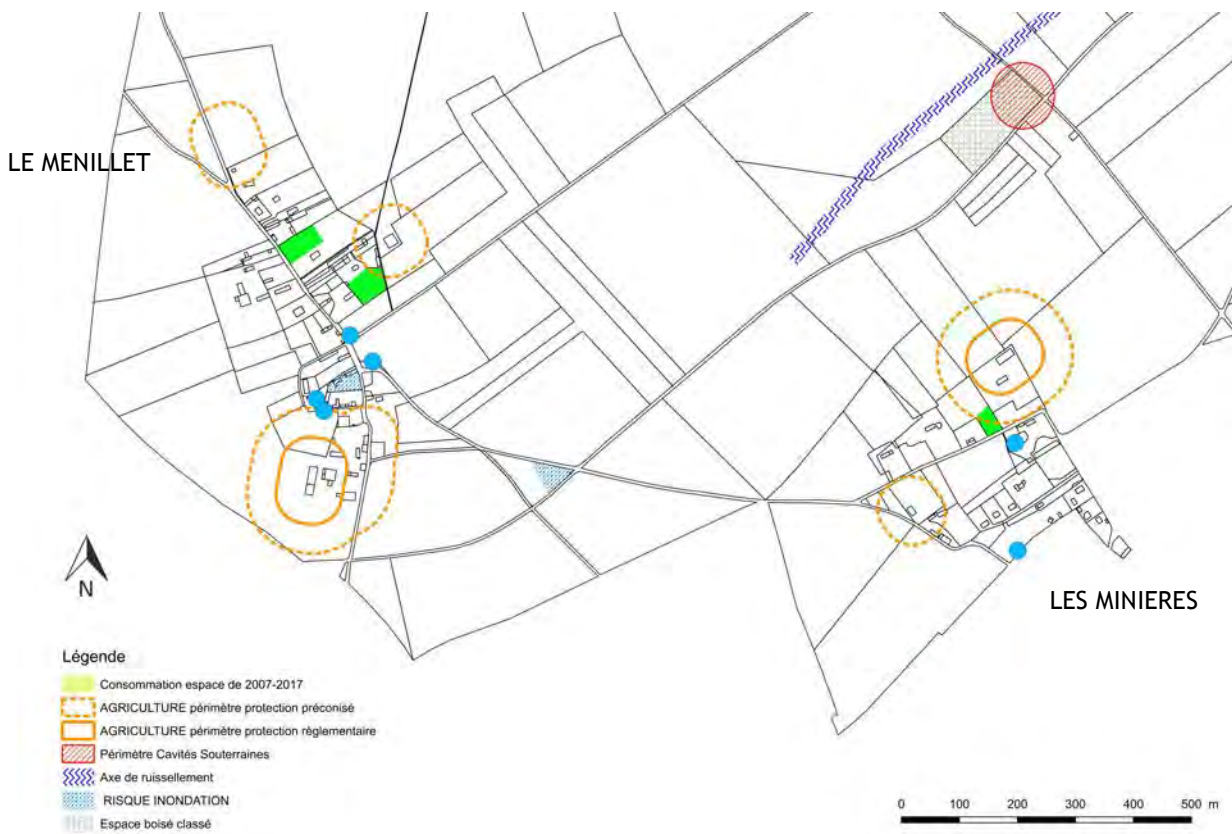 LE MENILLET
N
LES MINIERES
Légende
Consommation espace de 2007-2017
AGRICULTURE périmètre protection préconisé
AGRICULTURE périmètre protection règlementaire
Périmètre Cavités Souterraines
Axe de ruissellement
RISQUE INONDATION
Espace boisé classé
0 100 200 300 400 500 m